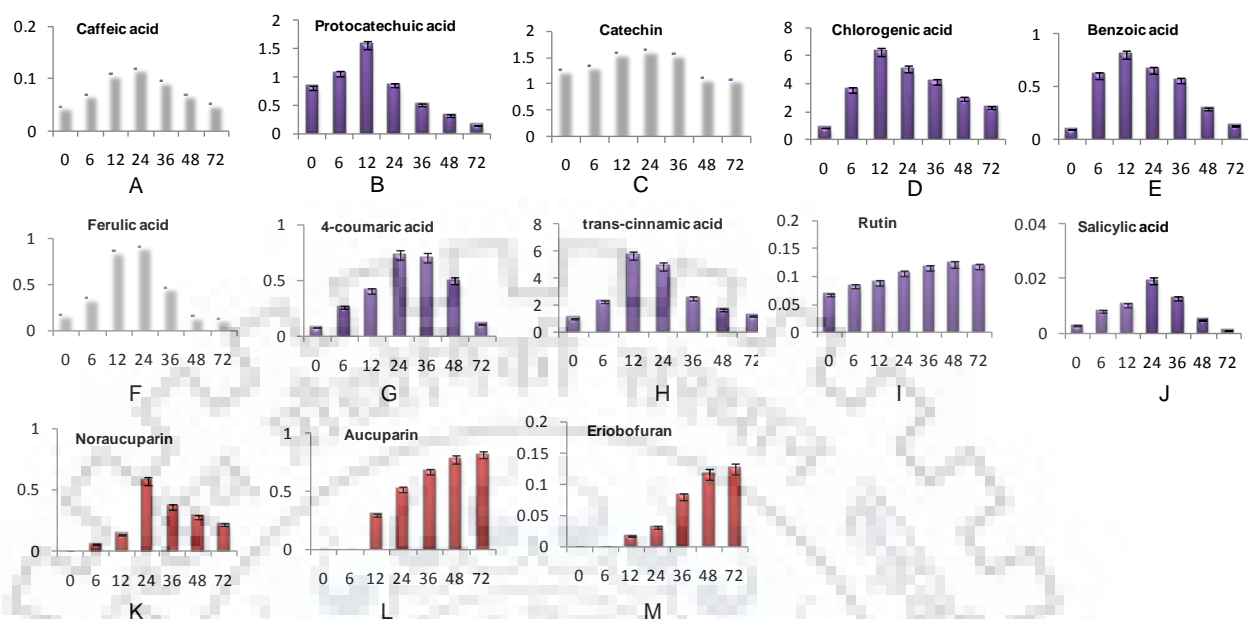 Caffeic acid
0.2
0.1
0
0 6 12 24 36 48 72
A
Protocatechuic acid
2
1.5
1
0.5
0
0 6 12 24 36 48 72
B
Catechin
2
1.5
1
0.5
0
0 6 12 24 36 48 72
C
Chlorogenic acid
8
6
4
2
0
0 6 12 24 36 48 72
D
Benzoic acid
1
0.5
0
0 6 12 24 36 48 72
E
Ferulic acid
1
0.5
0
0 6 12 24 36 48 72
F
4-coumaric acid
1
0.5
0
0 6 12 24 36 48 72
G
trans-cinnamic acid
8
6
4
2
0
0 6 12 24 36 48 72
H
Rutin
0.2
0.15
0.1
0.05
0
0 6 12 24 36 48 72
I
Salicylic acid
0.04
0.02
0
0 6 12 24 36 48 72
J
Noraucuparin
1
0.5
0
0 6 12 24 36 48 72
K
Aucuparin
1
0.5
0
0 6 12 24 36 48 72
L
Eriobofuran
0.2
0.15
0.1
0.05
0
0 6 12 24 36 48 72
M